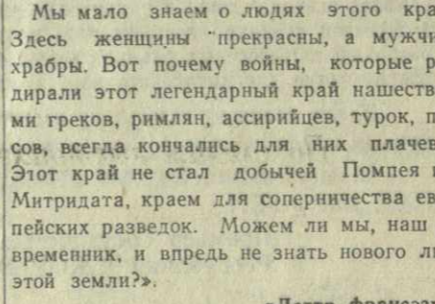 Мы мало знаем о людях этого кра
Здесь женщины прекрасны, а мужчи
храбры. Вот почему войны, которые р
дирали этот легендарный край нашеств
ми греков, римлян, ассирийцев, турок, п
сов, всегда кончались для них плачев
Этот край не стал добычей Помпея и
Митридата, краем для соперничества ев
пейских разведок. Можем ли мы, наш
временник, и впредь не знать нового ли
этой земли?».